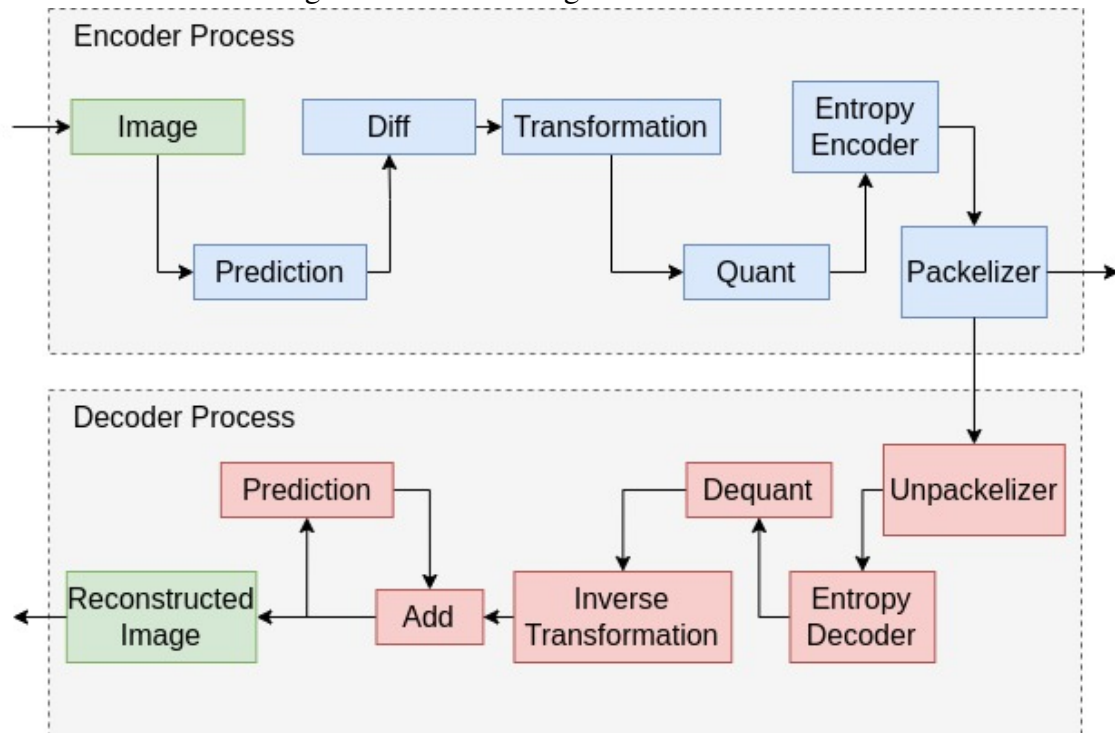 Encoder Process
Image
Diff
Transformation
Entropy
Encoder
Prediction
Quant
Packelizer
Decoder Process
Prediction
Dequant
Unpackelizer
Reconstructed
Image
Add
Inverse
Transformation
Entropy
Decoder